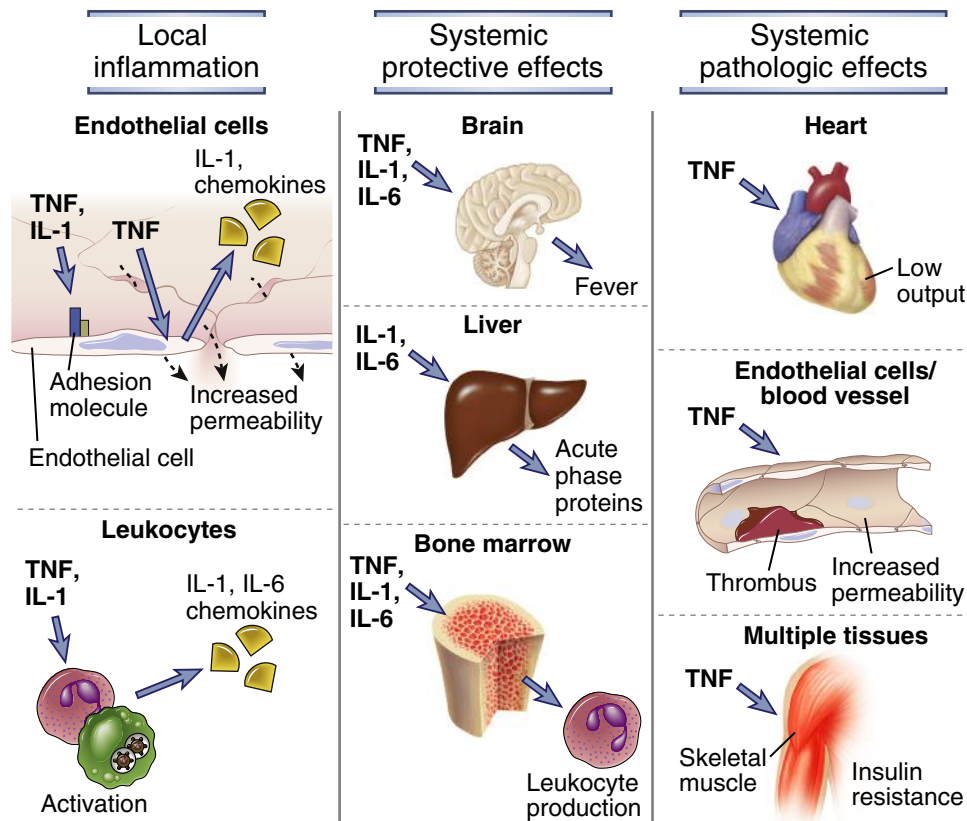 Local
inflammation
Endothelial cells
IL-1,
chemokines
TNF,
IL-1
TNF
Adhesion
molecule
Increased
permeability
Endothelial cell
Leukocytes
TNF,
IL-1
IL-1, IL-6
chemokines
Activation
Systemic
protective effects
Brain
TNF,
IL-1,
IL-6
Fever
Liver
IL-1,
IL-6
Acute
phase
proteins
Bone marrow
TNF,
IL-1,
IL-6
Leukocyte
production
Systemic
pathologic effects
Heart
TNF
Low
output
Endothelial cells/
blood vessel
TNF
Thrombus
Increased
permeability
Multiple tissues
TNF
Skeletal
muscle
Insulin
resistance